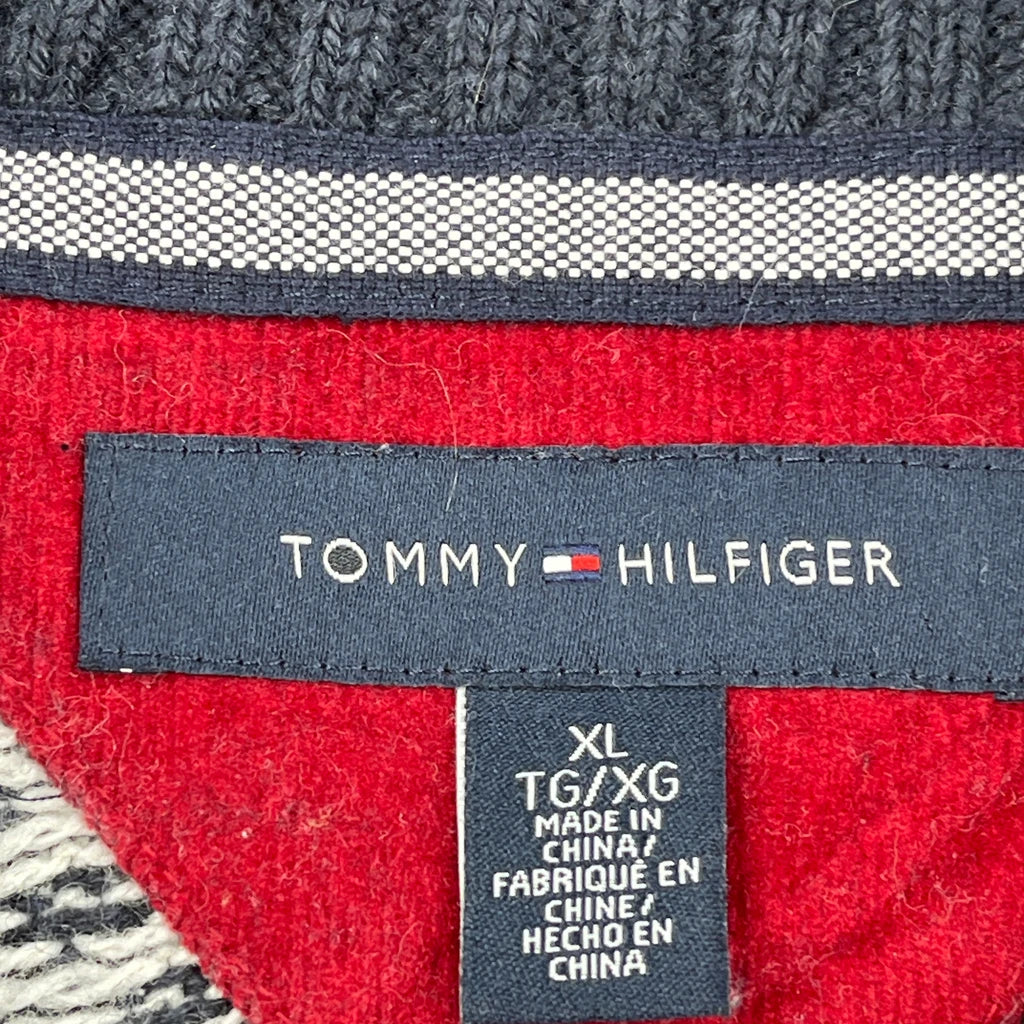 TOMMY HILFIGER
XL
TG/XG
MADE IN
CHINA/
FABRIQUÉ EN
CHINE/
HECHO EN
CHINA